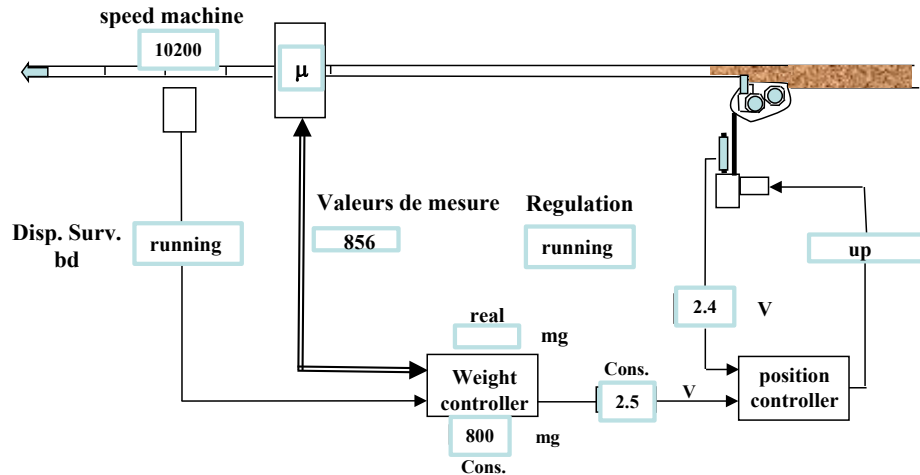 speed machine
10200
μ
Valeurs de mesure
Regulation
Disp. Surv.
bd
running
856
running
up
real
mg
2.4
V
Weight
controller
Cons.
2.5
V
position
controller
800
mg
Cons.